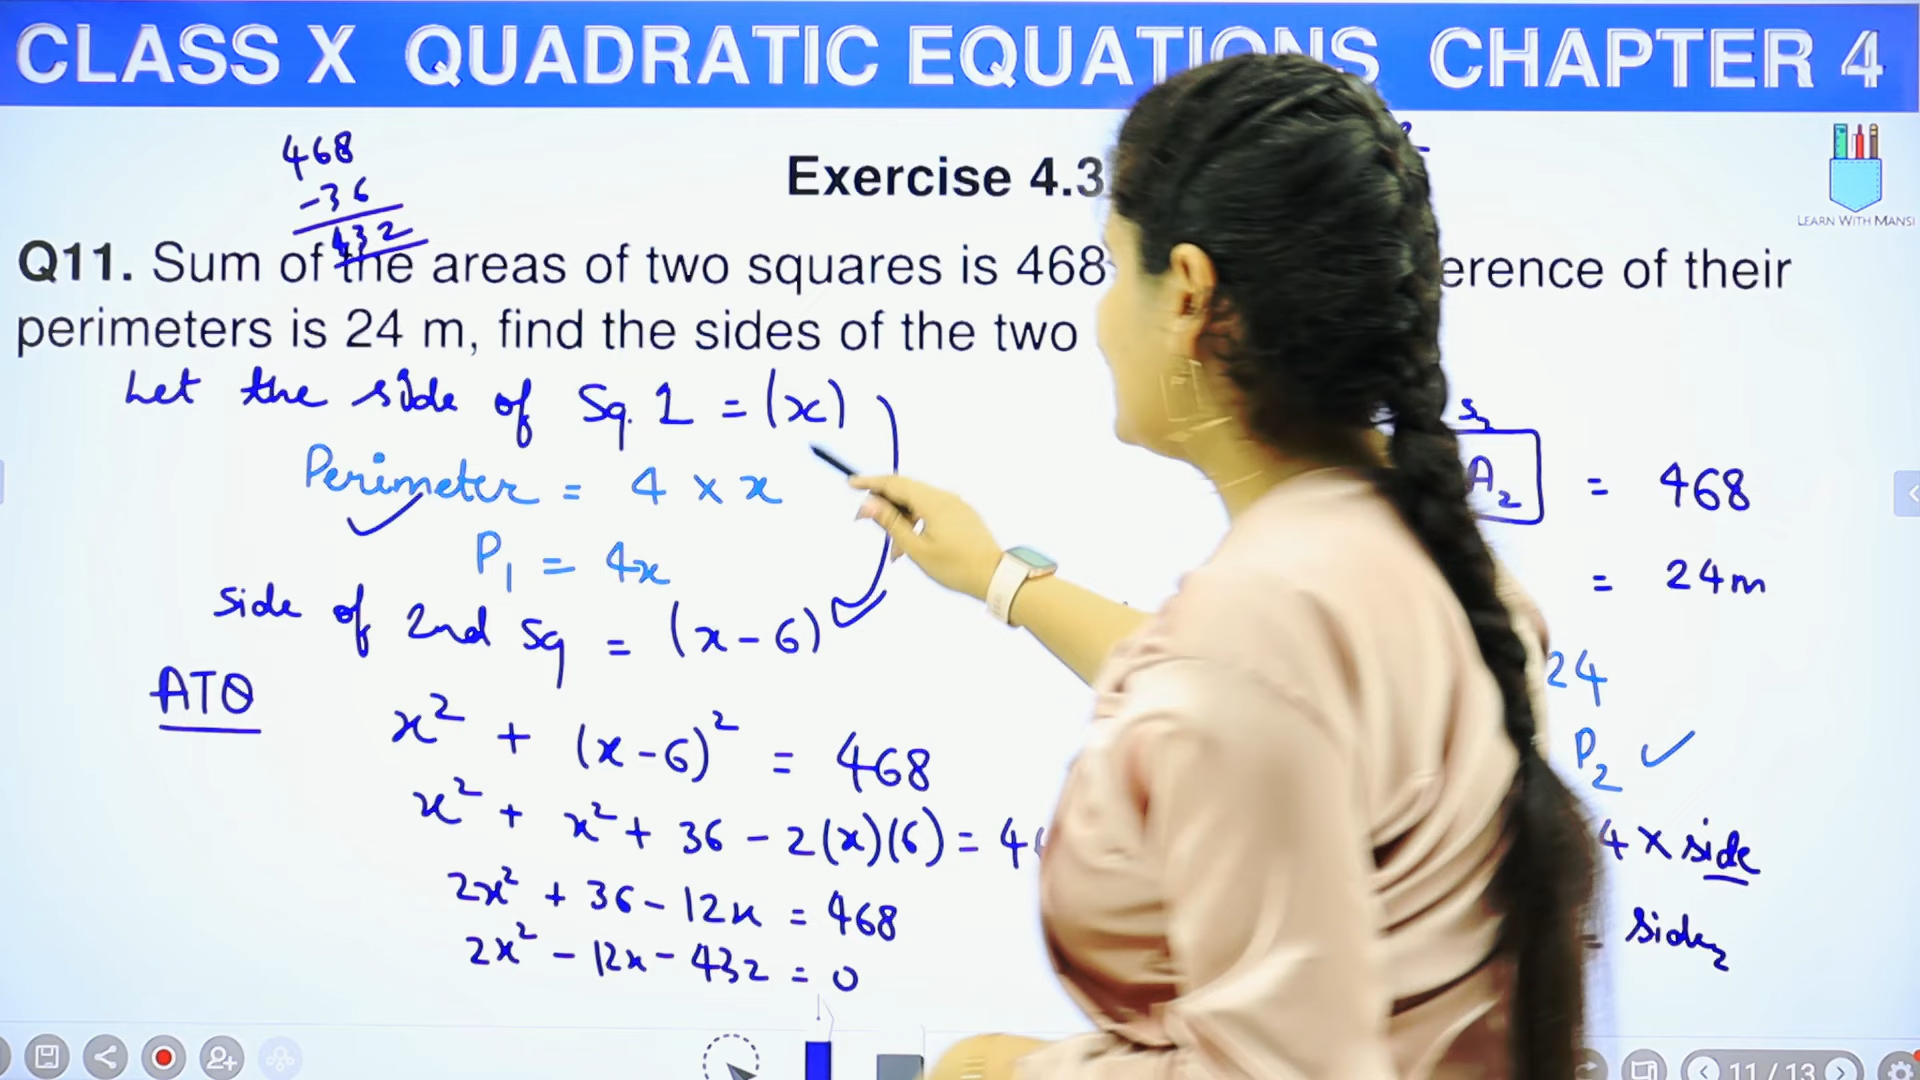 CLASS X QUADRATIC EQUATIONS CHAPTER 4
468
-36
432
Exercise 4.3
LEARN WITH MANSI
Q11. Sum of the areas of two squares is 468 erence of their
perimeters is 24 m, find the sides of the two
Let the side of Sq. 1 = (x)
Perimeter = 4 × x
P₁ = 4x
side of 2nd sq = (x-6)
ATQ
x² + (x-6)² = 468
x² + x² + 36 - 2(x)(6) = 4
2x² + 36 - 12x = 468
2x² - 12x - 432 = 0
A₂ = 468
= 24m
24
P₂ ✓
4 × side
= side₂
11 / 13